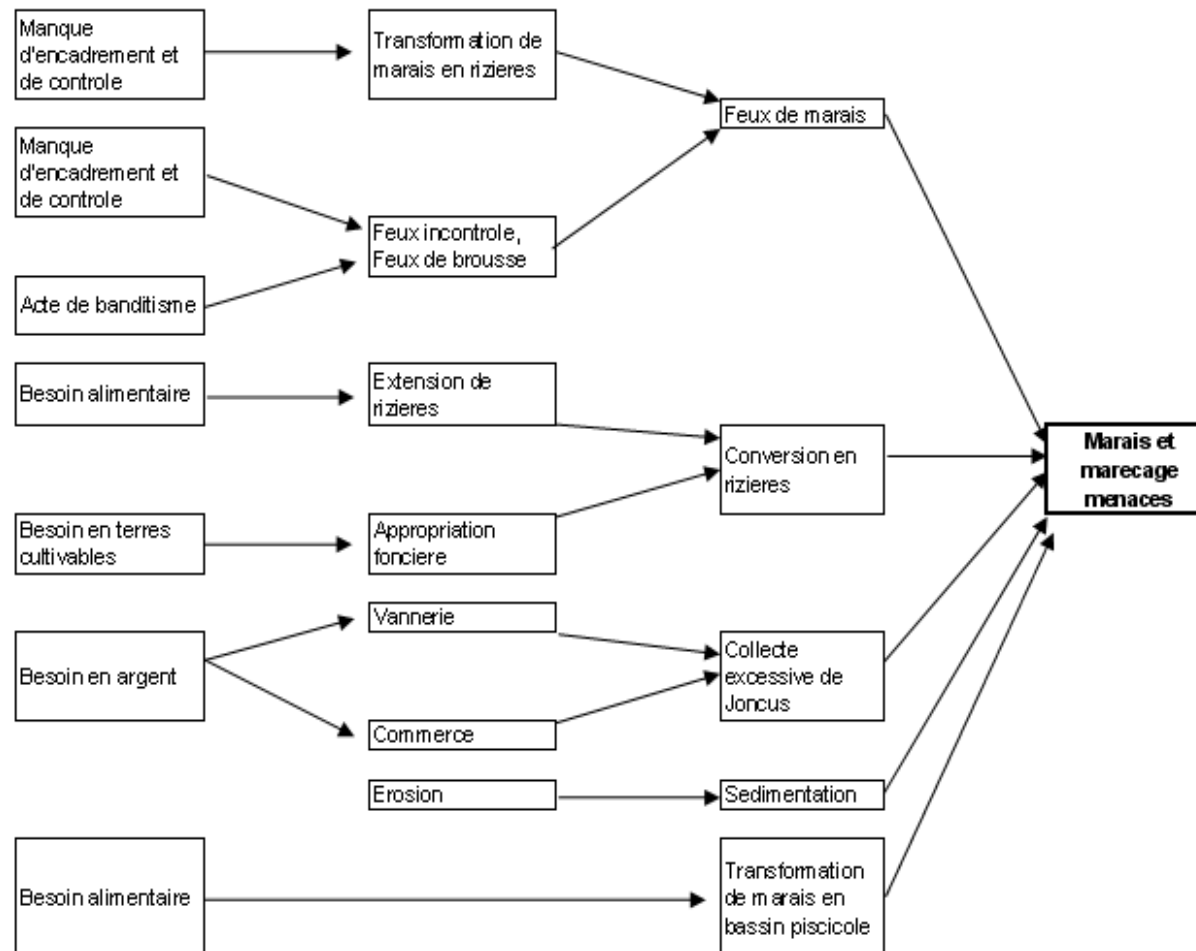 Manque
d'encadrement et
de controle
Transformation de
marais en rizieres
Feux de marais
Manque
d'encadrement et
de controle
Feux incontrole,
Feux de brousse
Acte de banditisme
Besoin alimentaire
Extension de
rizieres
Conversion en
rizieres
Marais et
marecage
menaces
Besoin en terres
cultivables
Appropriation
fonciere
Vannerie
Besoin en argent
Collecte
excessive de
Joncus
Commerce
Erosion
Sedimentation
Besoin alimentaire
Transformation
de marais en
bassin piscicole